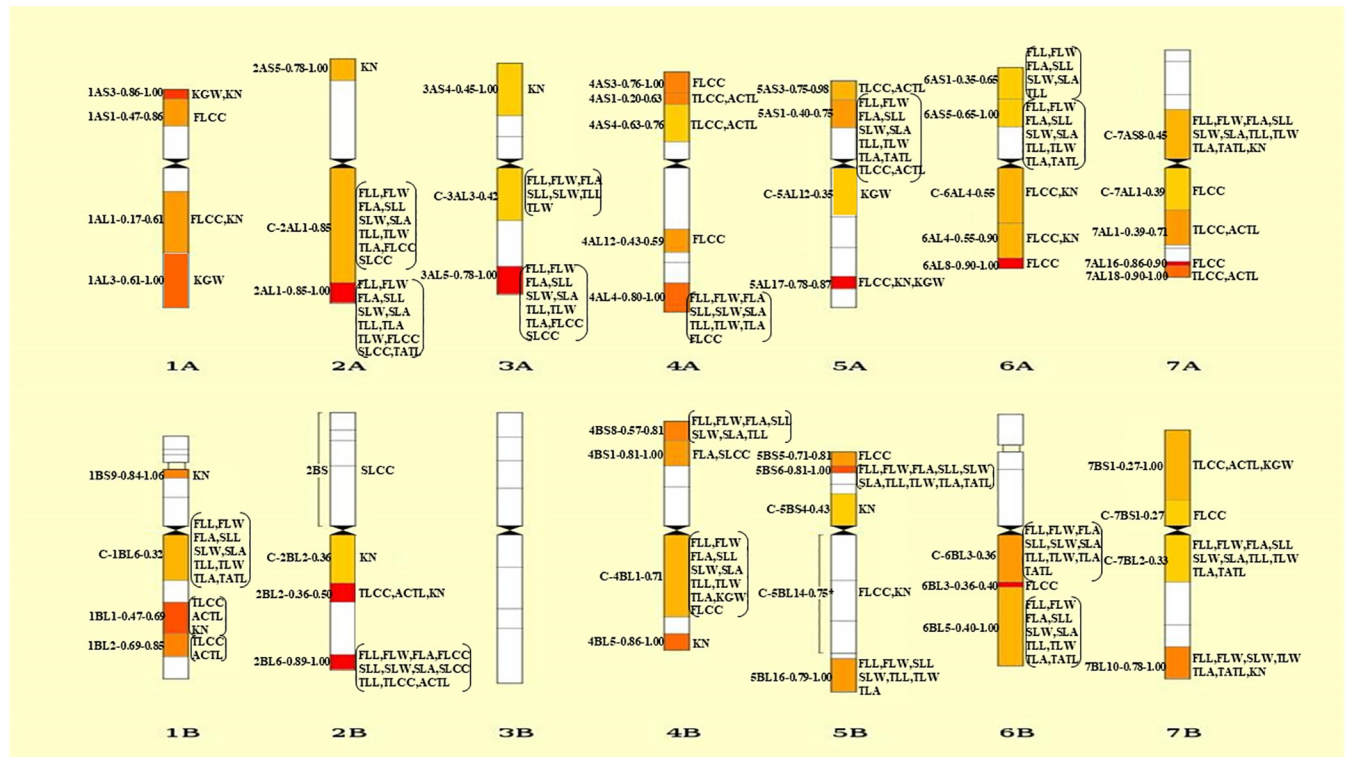 1AS3-0.86-1.00 KGW,KN
1AS1-0.47-0.86 FLCC
1AL1-0.17-0.61 FLCC,KN
1AL3-0.61-1.00 KGW
1A
2AS5-0.78-1.00 KN
C-2AL1-0.85
FLL,FLW
FLA,SLL
SLW,SLA
TLL,TLW
TLA,FLCC
SLCC
2AL1-0.85-1.00
FLL,FLW
FLA,SLL
SLW,SLA
TLL,TLA
TLW,FLCC
SLCC,TATL
2A
3AS4-0.45-1.00 KN
C-3AL3-0.42
FLL,FLW,FLA
SLL,SLW,TLL
TLW
3AL5-0.78-1.00
FLL,FLW
FLA,SLL
SLW,SLA
TLL,TLW
TLA,FLCC
SLCC
3A
4AS3-0.76-1.00 FLCC
4AS1-0.20-0.63 TLCC,ACTL
4AS4-0.63-0.76 TLCC,ACTL
4AL12-0.43-0.59 FLCC
4AL4-0.80-1.00
FLL,FLW,FLA
SLL,SLW,SLA
TLL,TLW,TLA
FLCC
4A
5AS3-0.75-0.98 TLCC,ACTL
5AS1-0.40-0.75
FLL,FLW
FLA,SLL
SLW,SLA
TLL,TLW
TLA,TATL
TLCC,ACTL
C-5AL12-0.35 KGW
5AL17-0.78-0.87 FLCC,KN,KGW
5A
6AS1-0.35-0.65
FLL,FLW
FLA,SLL
SLW,SLA
TLL
6AS5-0.65-1.00
FLL,FLW
FLA,SLL
SLW,SLA
TLL,TLW
TLA,TATL
C-6AL4-0.55 FLCC,KN
6AL4-0.55-0.90 FLCC,KN
6AL8-0.90-1.00 FLCC
6A
C-7AS8-0.45
FLL,FLW,FLA,SLL
SLW,SLA,TLL,TLW
TLA,TATL,KN
C-7AL1-0.39 FLCC
7AL1-0.39-0.71 TLCC,ACTL
7AL16-0.86-0.90 FLCC
7AL18-0.90-1.00 TLCC,ACTL
7A
1BS9-0.84-1.06 KN
C-1BL6-0.32
FLL,FLW
FLA,SLL
SLW,SLA
TLL,TLW
TLA,TATL
1BL1-0.47-0.69
TLCC
ACTL
KN
1BL2-0.69-0.85
TLCC
ACTL
1B
2BS SLCC
C-2BL2-0.36 KN
2BL2-0.36-0.50 TLCC,ACTL,KN
2BL6-0.89-1.00
FLL,FLW,FLA,FLCC
SLL,SLW,SLA,SLCC
TLL,TLCC,ACTL
2B
3B
4BS8-0.57-0.81
FLL,FLW,FLA,SLL
SLW,SLA,TLL
4BS1-0.81-1.00 FLA,SLCC
C-4BL1-0.71
FLL,FLW
FLA,SLL
SLW,SLA
TLL,TLW
TLA,KGW
FLCC
4BL5-0.86-1.00 KN
4B
5BS5-0.71-0.81 FLCC
5BS6-0.81-1.00
FLL,FLW,FLA,SLL,SLW
SLA,TLL,TLW,TLA,TATL
C-5BS4-0.43 KN
C-5BL14-0.75* FLCC,KN
5BL16-0.79-1.00
FLL,FLW,SLL
SLW,TLL,TLW
TLA
5B
C-6BL3-0.36
FLL,FLW,FLA
SLL,SLW,SLA
TLL,TLW,TLA
TATL
6BL3-0.36-0.40 FLCC
6BL5-0.40-1.00
FLL,FLW
FLA,SLL
SLW,SLA
TLL,TLW
TLA,TATL
6B
7BS1-0.27-1.00 TLCC,ACTL,KGW
C-7BS1-0.27 FLCC
C-7BL2-0.33
FLL,FLW,FLA,SLL
SLW,SLA,TLL,TLW
TLA,TATL
7BL10-0.78-1.00
FLL,FLW,SLW,TLW
TLA,TATL,KN
7B